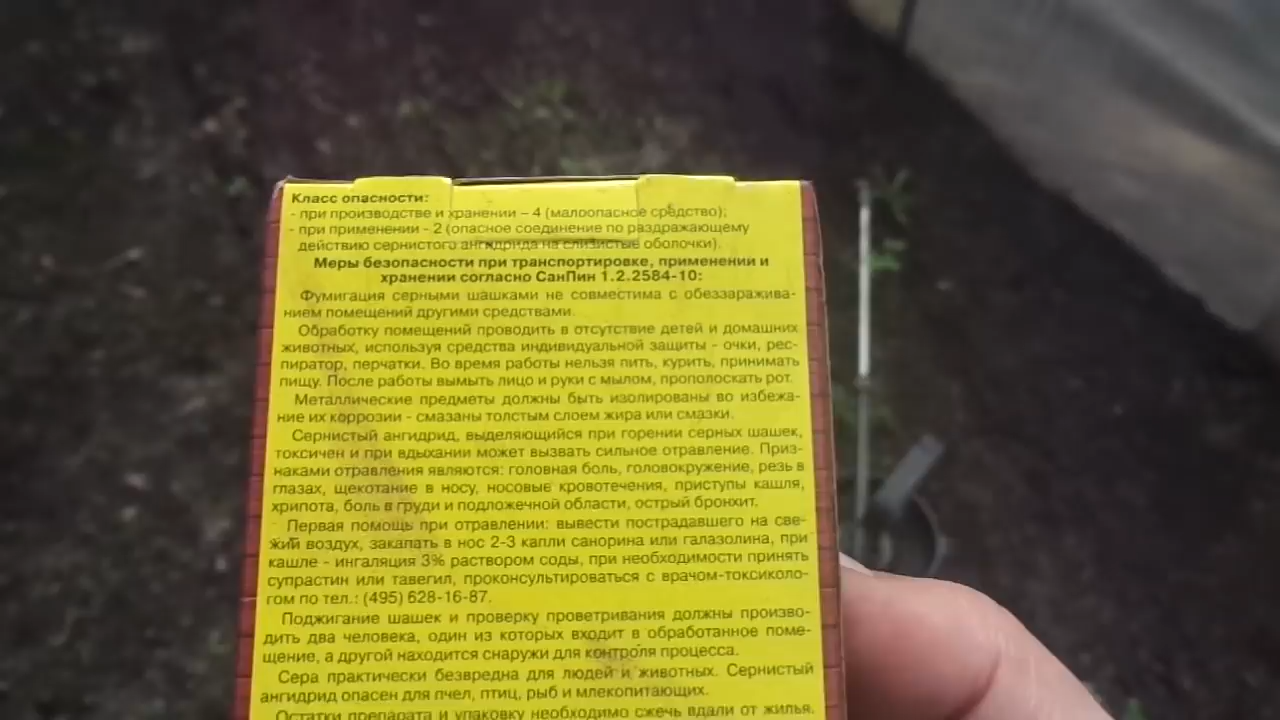 Класс опасности:
- при производстве и хранении – 4 (малоопасное средство);
- при применении - 2 (опасное соединение по раздражающему
действию сернистого ангидрида на слизистые оболочки).
Меры безопасности при транспортировке, применении и
хранении согласно СанПин 1.2.2584-10:
Фумигация серными шашками не совместима с обеззаражива-
нием помещений другими средствами.
Обработку помещений проводить в отсутствие детей и домашних
животных, используя средства индивидуальной защиты - очки, рес-
пиратор, перчатки. Во время работы нельзя пить, курить, принимать
пищу. После работы вымыть лицо и руки с мылом, прополоскать рот.
Металлические предметы должны быть изолированы во избежа-
ние их коррозии - смазаны толстым слоем жира или смазки.
Сернистый ангидрид, выделяющийся при горении серных шашек,
токсичен и при вдыхании может вызвать сильное отравление. Приз-
наками отравления являются: головная боль, головокружение, резь в
глазах, щекотание в носу, носовые кровотечения, приступы кашля,
хрипота, боль в груди и подложечной области, острый бронхит.
Первая помощь при отравлении: вывести пострадавшего на све-
жий воздух, закапать в нос 2-3 капли санорина или галазолина, при
кашле - ингаляция 3% раствором соды, при необходимости принять
супрастин или тавегил, проконсультироваться с врачом-токсиколо-
гом по тел.: (495) 628-16-87.
Поджигание шашек и проверку проветривания должны произво-
дить два человека, один из которых входит в обработанное поме-
щение, а другой находится снаружи для контроля процесса.
Сера практически безвредна для людей и животных. Сернистый
ангидрид опасен для пчел, птиц, рыб и млекопитающих.
Остатки препарата и упаковку необходимо сжечь вдали от жилья.